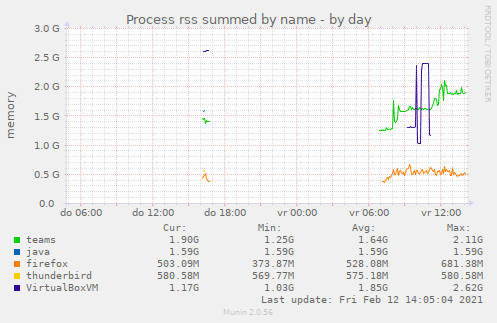 Process rss summed by name - by day
RRDTOOL / TOBI OETIKER
memory
3.0 G
2.5 G
2.0 G
1.5 G
1.0 G
0.5 G
0.0
do 06:00 do 12:00 do 18:00 vr 00:00 vr 06:00 vr 12:00
Cur: Min: Avg: Max:
teams 1.90G 1.25G 1.64G 2.11G
java 1.59G 1.59G 1.59G 1.59G
firefox 503.09M 373.87M 528.08M 681.38M
thunderbird 580.58M 569.77M 575.18M 580.58M
VirtualBoxVM 1.17G 1.03G 1.85G 2.62G
Last update: Fri Feb 12 14:05:04 2021
Munin 2.0.56